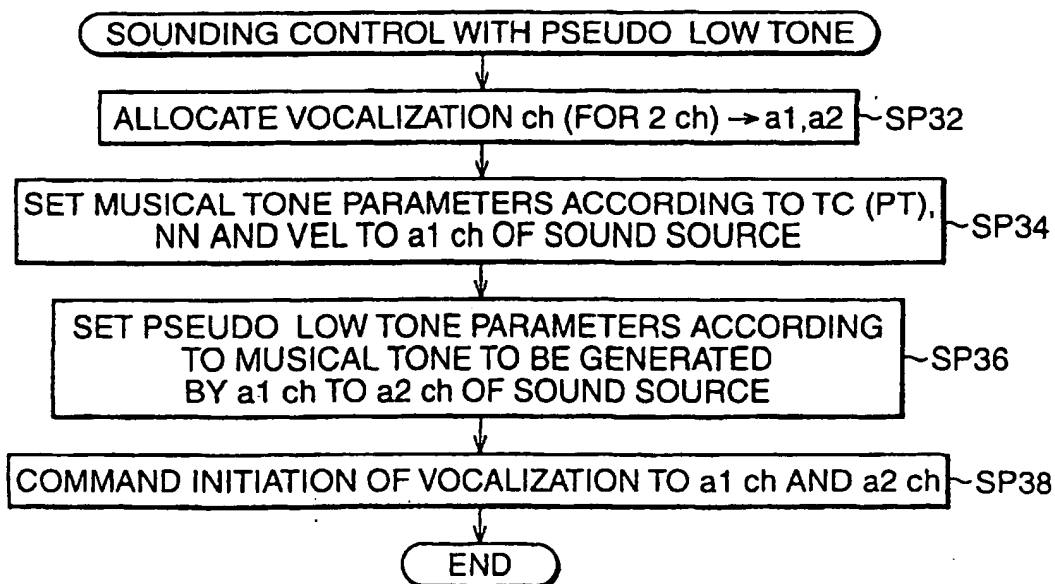 SOUNDING CONTROL WITH PSEUDO LOW TONE
ALLOCATE VOCALIZATION ch (FOR 2 ch) → a1,a2
SP32
SET MUSICAL TONE PARAMETERS ACCORDING TO TC (PT),
NN AND VEL TO a1 ch OF SOUND SOURCE
SP34
SET PSEUDO LOW TONE PARAMETERS ACCORDING
TO MUSICAL TONE TO BE GENERATED
BY a1 ch TO a2 ch OF SOUND SOURCE
SP36
COMMAND INITIATION OF VOCALIZATION TO a1 ch AND a2 ch
SP38
END